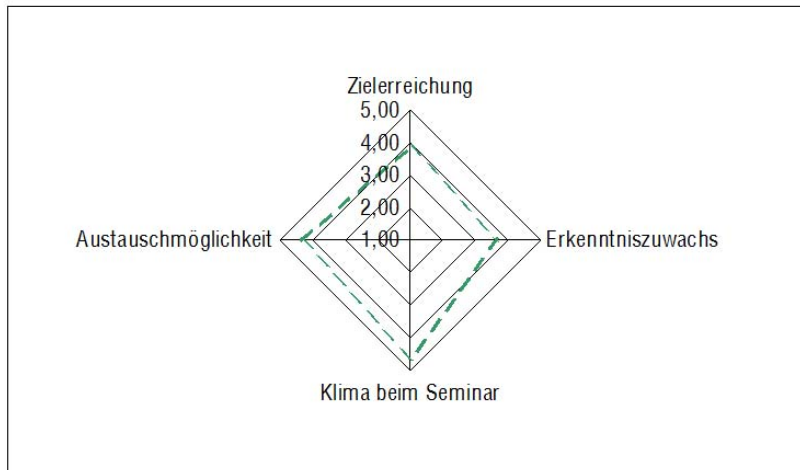 Zielerreichung
5,00
4,00
3,00
2,00
Austauschmöglichkeit 1,00 Erkenntniszuwachs
Klima beim Seminar